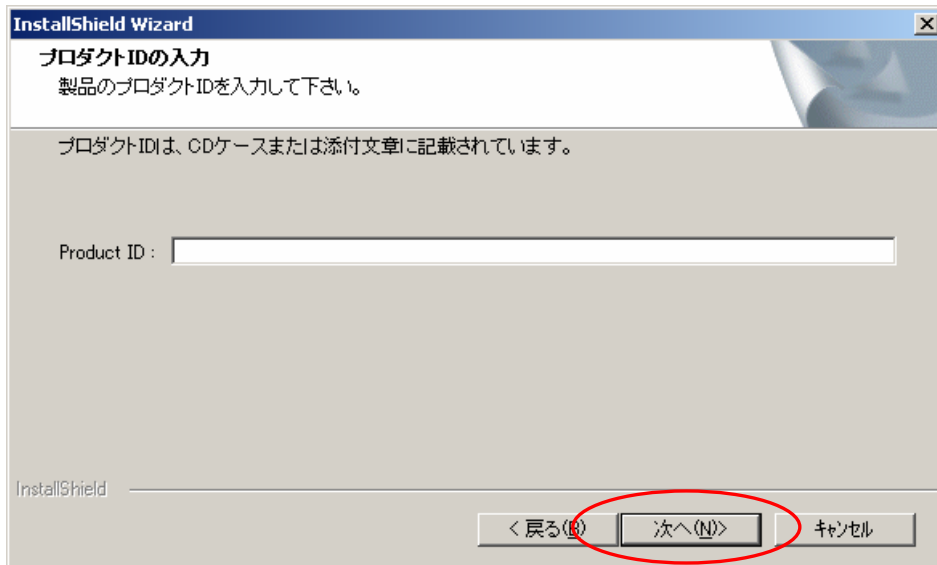 InstallShield Wizard
プロダクトIDの入力
製品のプロダクトIDを入力して下さい。
プロダクトIDは、CDケースまたは添付文章に記載されています。
Product ID :
InstallShield
< 戻る(B)
次へ(N)>
キャンセル